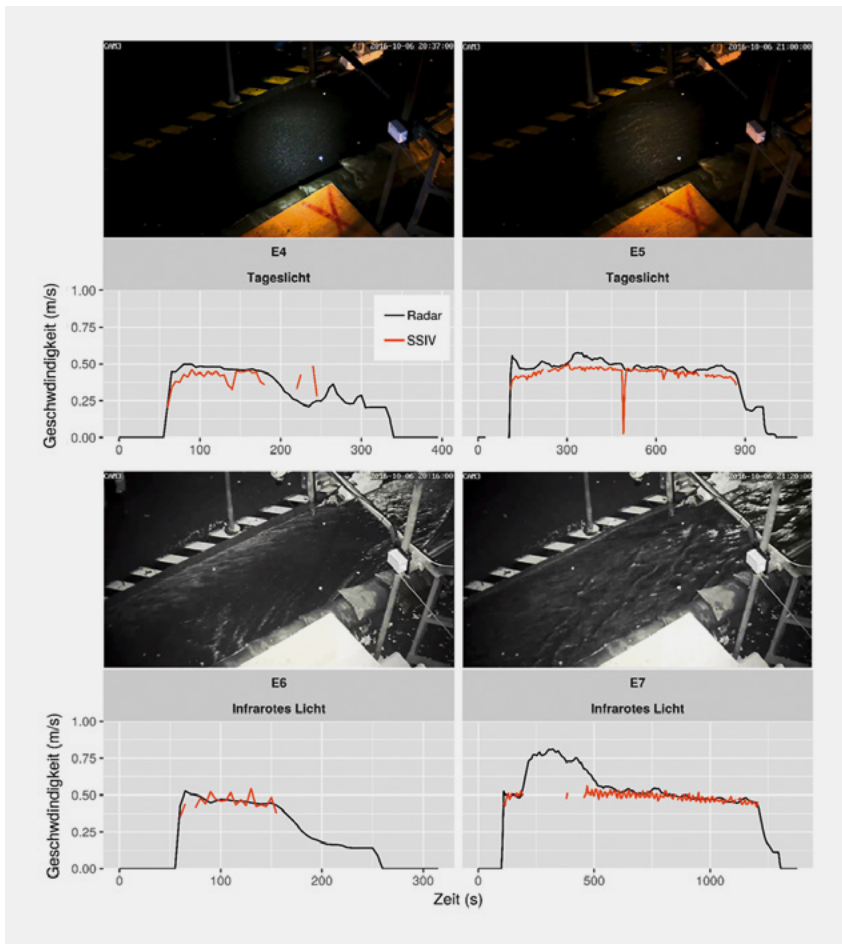 CAM3
2016-10-06 20:37:00
CAM3
2016-10-06 21:00:00
E4
Tageslicht
E5
Tageslicht
Geschwdindigkeit (m/s)
1.00
0.75
0.50
0.25
0.00
Radar
SSIV
0
100
200
300
400
0
300
600
900
CAM3
2016-10-06 20:16:00
CAM3
2016-10-06 21:20:00
E6
Infrarotes Licht
E7
Infrarotes Licht
Geschwdindigkeit (m/s)
1.00
0.75
0.50
0.25
0.00
0
100
200
300
0
500
1000
Zeit (s)